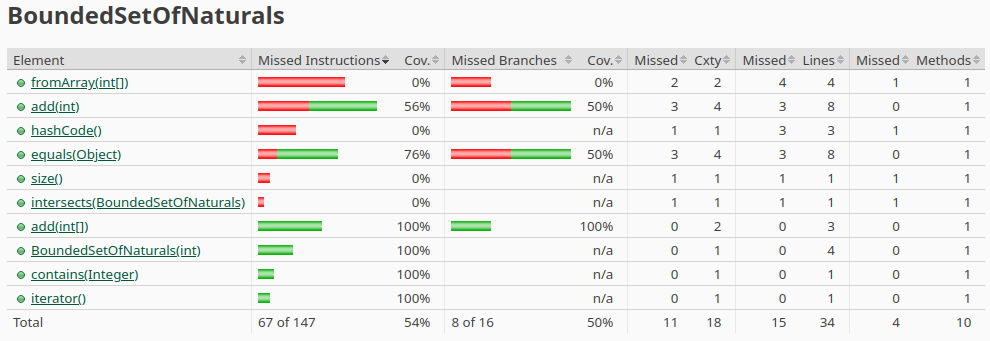 BoundedSetOfNaturals
Element Missed Instructions Cov. Missed Branches Cov. Missed Cxty Missed Lines Missed Methods
fromArray(int[]) 0% 0% 2 2 4 4 1 1
add(int) 56% 50% 3 4 3 8 0 1
hashCode() 0% n/a 1 1 3 3 1 1
equals(Object) 76% 50% 3 4 3 8 0 1
size() 0% n/a 1 1 1 1 1 1
intersects(BoundedSetOfNaturals) 0% n/a 1 1 1 1 1 1
add(int[]) 100% 100% 0 2 0 3 0 1
BoundedSetOfNaturals(int) 100% n/a 0 1 0 4 0 1
contains(Integer) 100% n/a 0 1 0 1 0 1
iterator() 100% n/a 0 1 0 1 0 1
Total 67 of 147 54% 8 of 16 50% 11 18 15 34 4 10